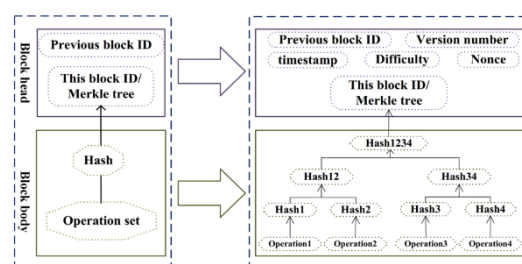 Block head
Previous block ID
This block ID/
Merkle tree
Block body
Hash
Operation set
Previous block ID Version number
timestamp Difficulty Nonce
This block ID/
Merkle tree
Hash1234
Hash12 Hash34
Hash1 Hash2 Hash3 Hash4
Operation1 Operation2 Operation3 Operation4